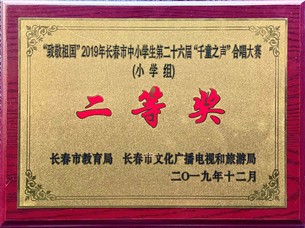 “致敬祖国”2019年长春市中小学生第二十六届“千童之声”合唱大赛
(小学组)
二等奖
长春市教育局 长春市文化广播电视和旅游局
二〇一九年十二月